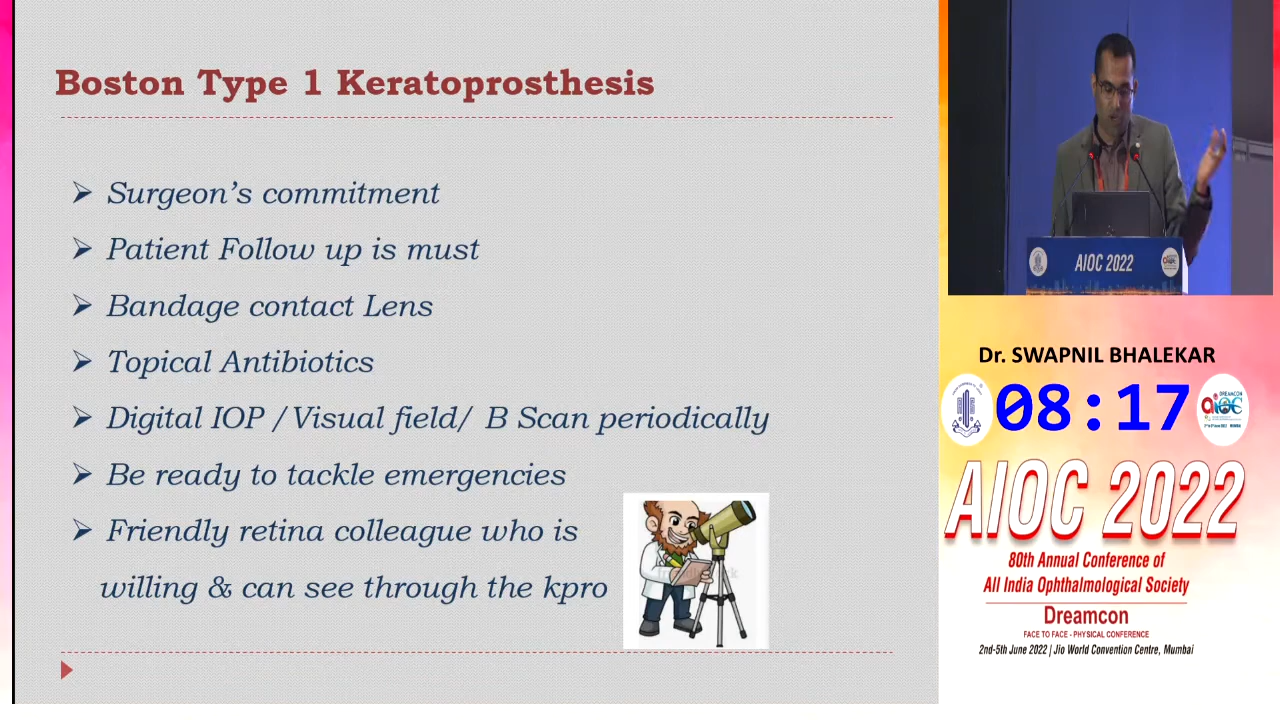 Boston Type 1 Keratoprosthesis
Surgeon's commitment
Patient Follow up is must
Bandage contact Lens
Topical Antibiotics
Digital IOP /Visual field/ B Scan periodically
Be ready to tackle emergencies
Friendly retina colleague who is
willing & can see through the kpro
AIOC 2022
Dr. SWAPNIL BHALEKAR
08:17
DREAMCON
aioc
AIOC 2022
80th Annual Conference of
All India Ophthalmological Society
Dreamcon
FACE TO FACE - PHYSICAL CONFERENCE
2nd-5th June 2022 | Jio World Convention Centre, Mumbai